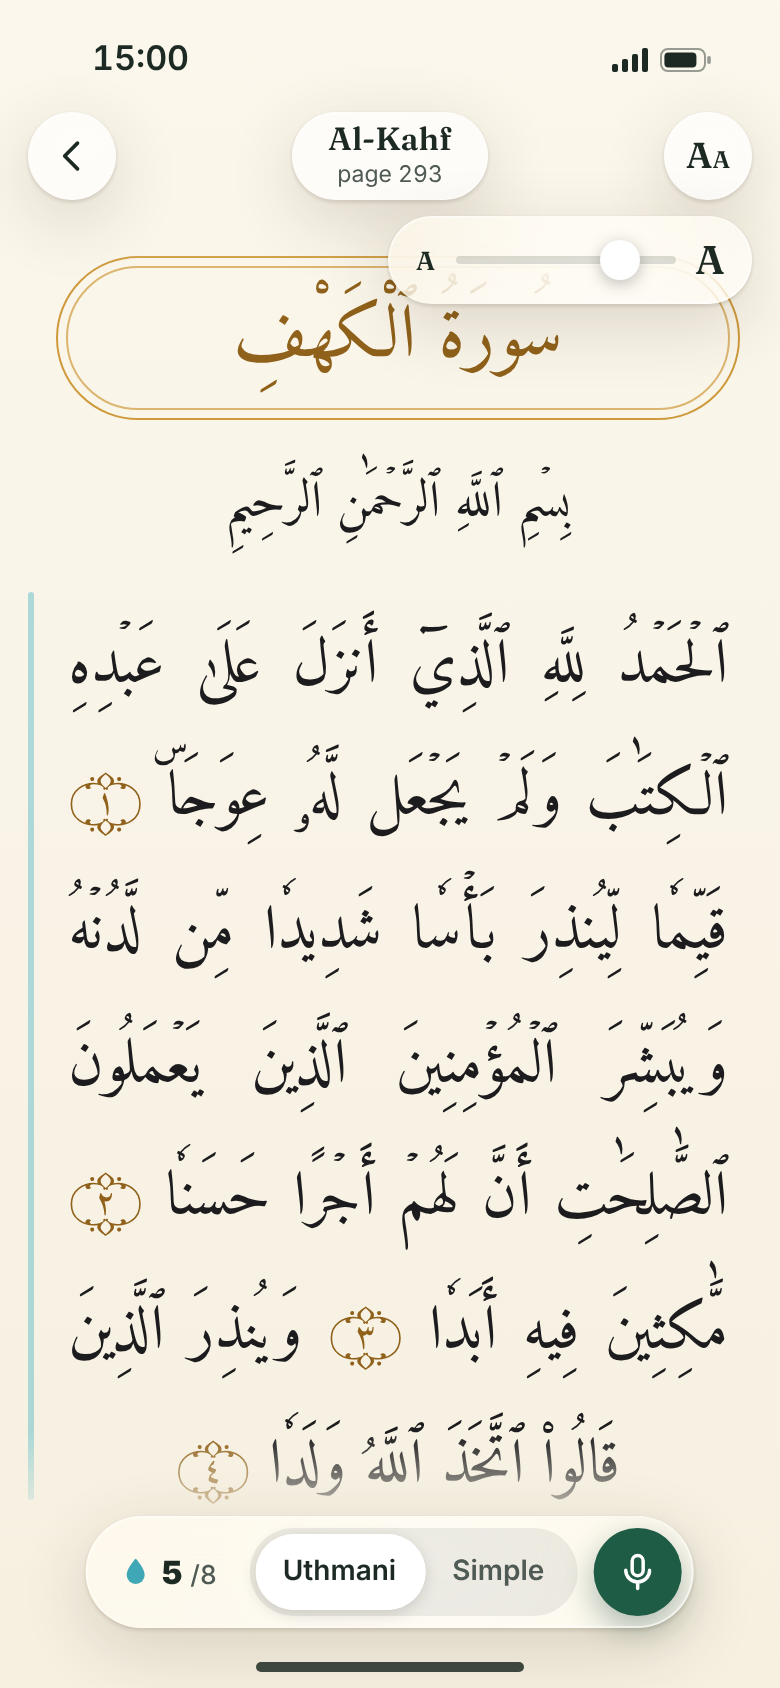 15:00
Al-Kahf
page 293
AA
A A
سُورَةُ ٱلْكَهْفِ
بِسۡمِ ٱللَّهِ ٱلرَّحۡمَٰنِ ٱلرَّحِيمِ
ٱلۡحَمۡدُ لِلَّهِ ٱلَّذِيٓ أَنزَلَ عَلَىٰ عَبۡدِهِ
ٱلۡكِتَٰبَ وَلَمۡ يَجۡعَل لَّهُۥ عِوَجَاۜ ١
قَيِّمٗا لِّيُنذِرَ بَأۡسٗا شَدِيدٗا مِّن لَّدُنۡهُ
وَيُبَشِّرَ ٱلۡمُؤۡمِنِينَ ٱلَّذِينَ يَعۡمَلُونَ
ٱلصَّٰلِحَٰتِ أَنَّ لَهُمۡ أَجۡرًا حَسَنٗا ٢
مَّٰكِثِينَ فِيهِ أَبَدٗا ٣ وَيُنذِرَ ٱلَّذِينَ
قَالُواْ ٱتَّخَذَ ٱللَّهُ وَلَدٗا ٤
5 /8 Uthmani Simple